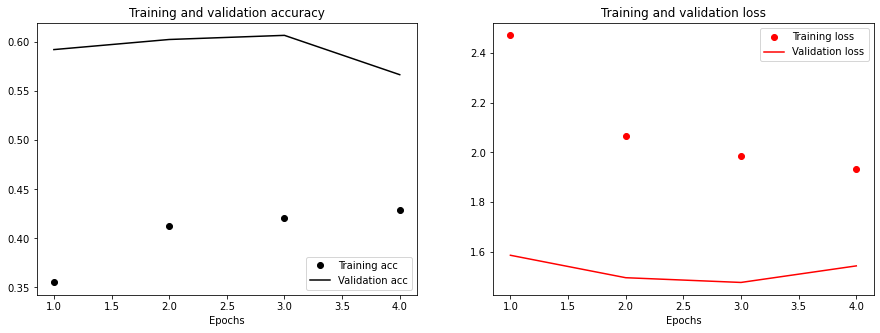 Training and validation accuracy
0.60
0.55
0.50
0.45
0.40
0.35
Training acc
Validation acc
1.0 1.5 2.0 2.5 3.0 3.5 4.0
Epochs
Training and validation loss
2.4
2.2
2.0
1.8
1.6
Training loss
Validation loss
1.0 1.5 2.0 2.5 3.0 3.5 4.0
Epochs